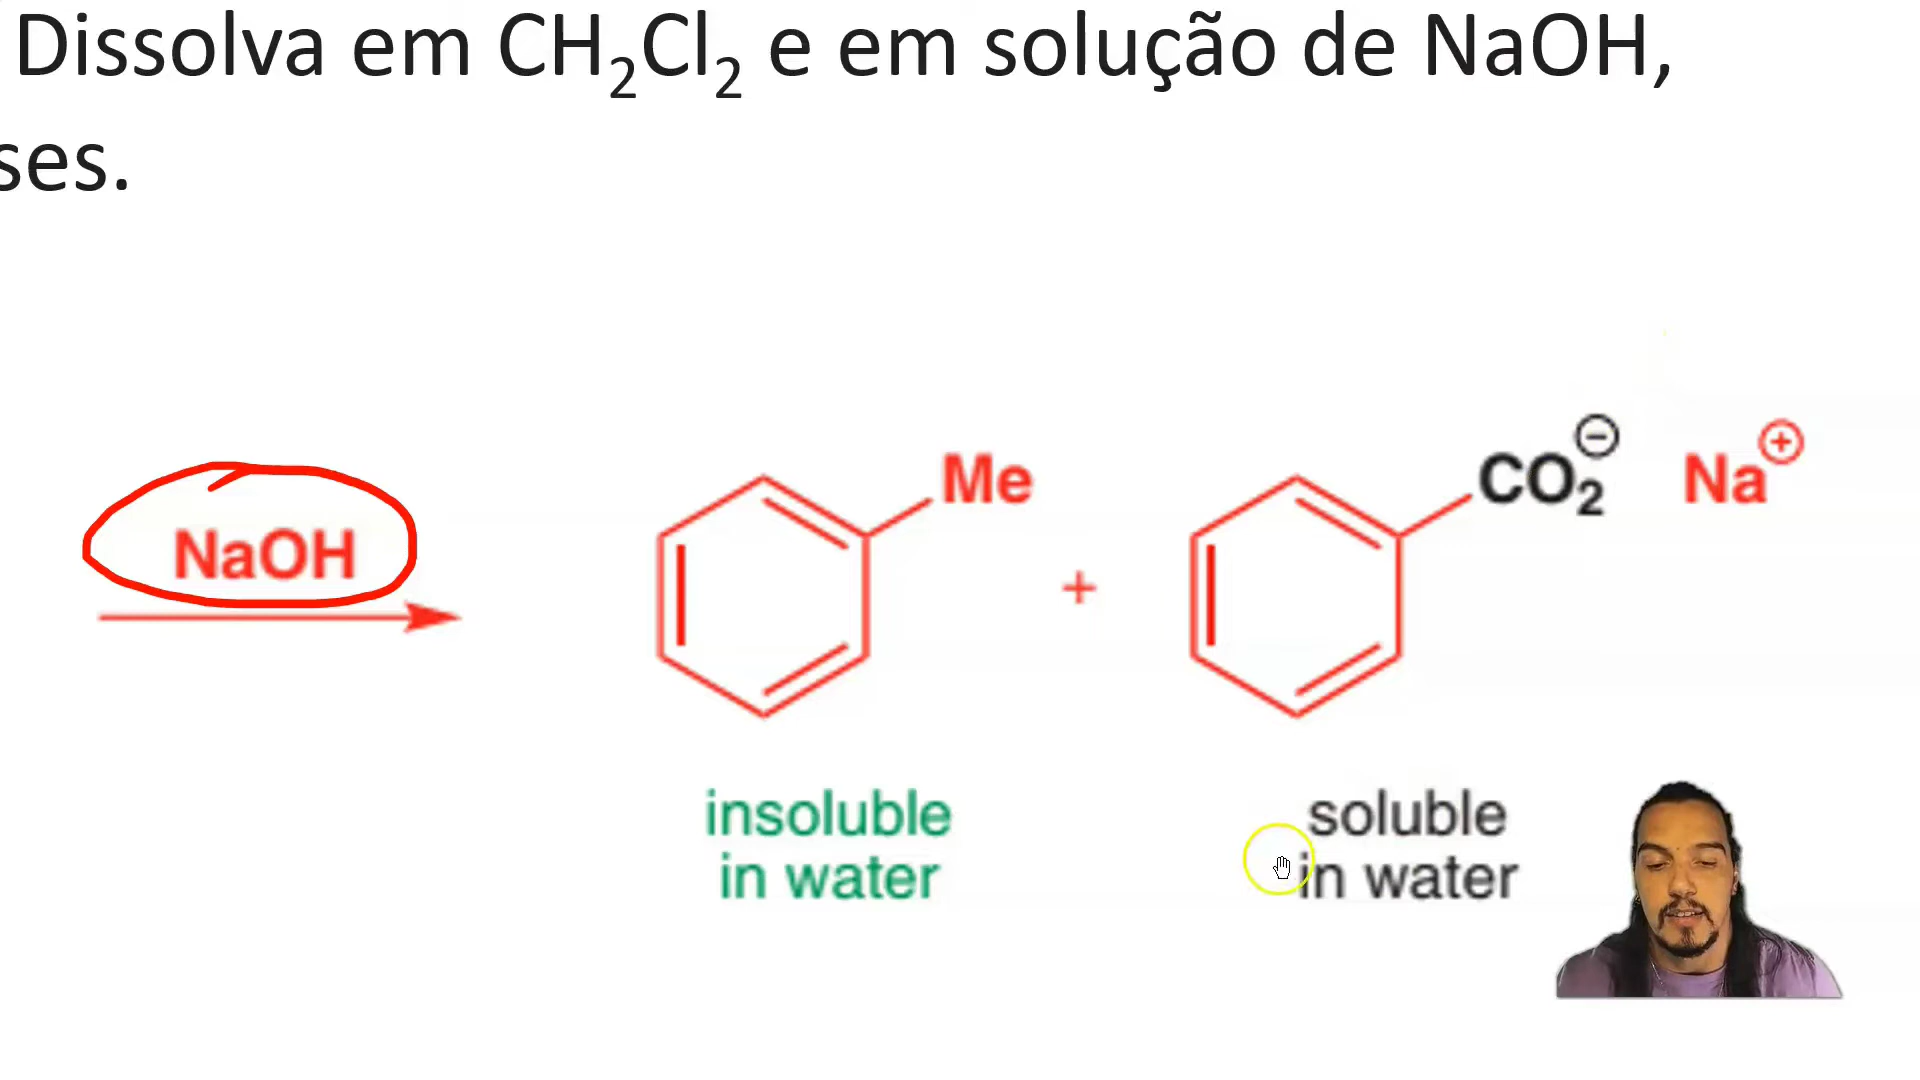 Dissolva em CH₂Cl₂ e em solução de NaOH,
ses.
NaOH
Me
+
CO₂⊖ Na⊕
insoluble
in water
soluble
in water